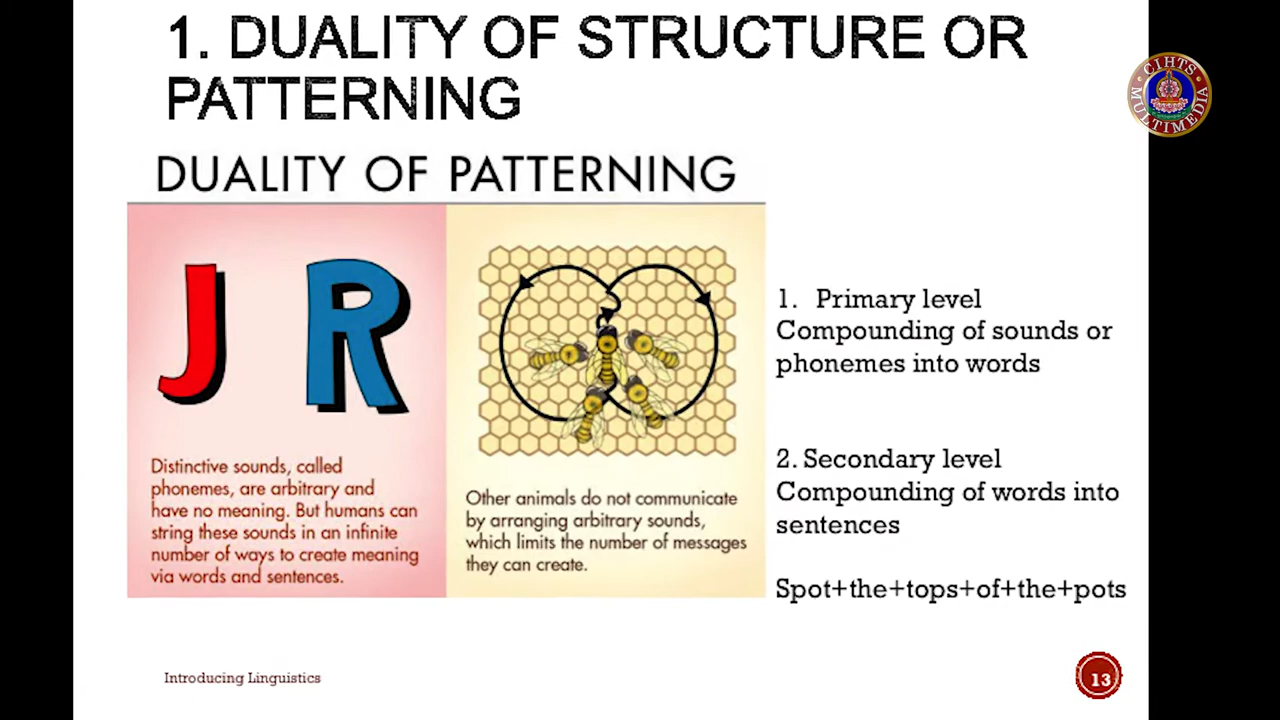 1. DUALITY OF STRUCTURE OR
PATTERNING
CIHTS
MULTIMEDIA
DUALITY OF PATTERNING
J R
Distinctive sounds, called
phonemes, are arbitrary and
have no meaning. But humans can
string these sounds in an infinite
number of ways to create meaning
via words and sentences.
Other animals do not communicate
by arranging arbitrary sounds,
which limits the number of messages
they can create.
1. Primary level
Compounding of sounds or
phonemes into words
2. Secondary level
Compounding of words into
sentences
Spot+the+tops+of+the+pots
Introducing Linguistics
13